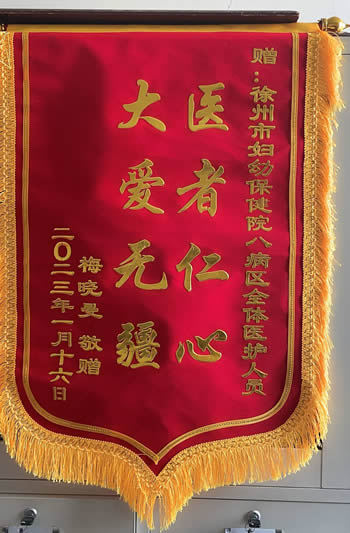 赠：徐州市妇幼保健院八病区全体医护人员
医者仁心
大爱无疆
梅晓旻 敬赠
二〇二三年一月十六日